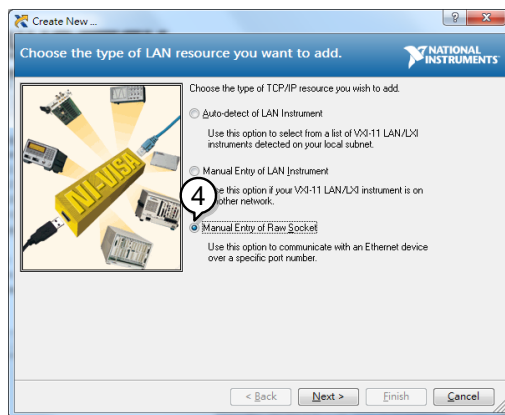 Create New ...
Choose the type of LAN resource you want to add.
NATIONAL
INSTRUMENTS
Choose the type of TCP/IP resource you wish to add.
Auto-detect of LAN Instrument
Use this option to select from a list of VXI-11 LAN/LXI
instruments detected on your local subnet.
Manual Entry of LAN Instrument
this option if your VXI-11 LAN/LXI instrument is on
other network.
4
Manual Entry of Raw Socket
Use this option to communicate with an Ethernet device
over a specific port number.
NI-VISA
< Back
Next >
Finish
Cancel